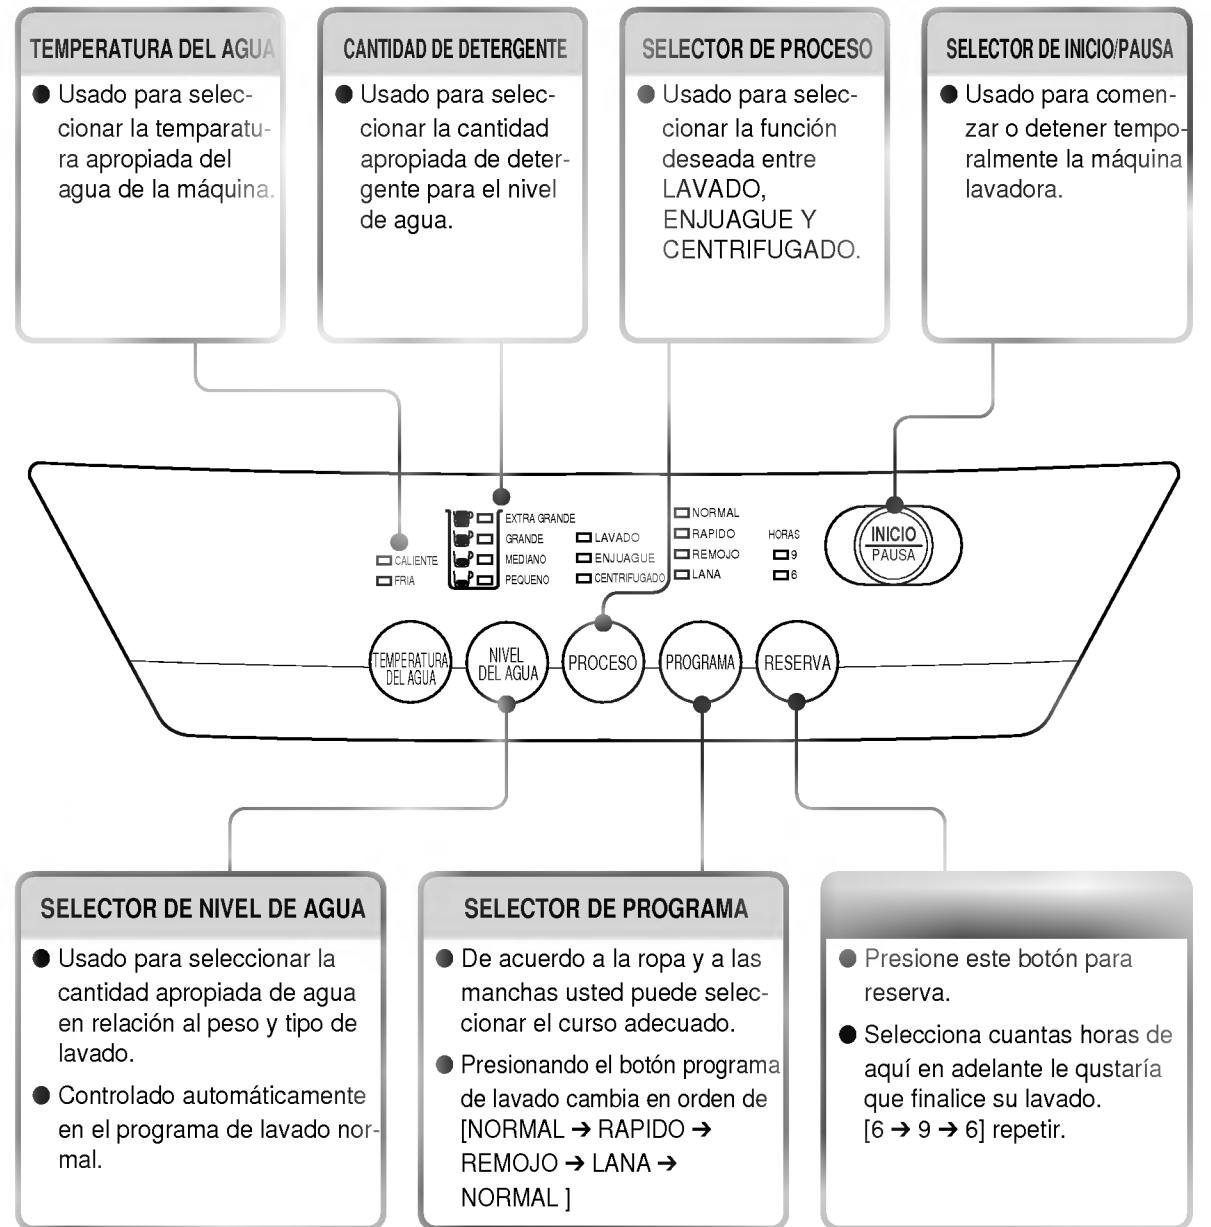 TEMPERATURA DEL AGUA
● Usado para selec-
cionar la temparatu-
ra apropiada del
agua de la máquina.
CANTIDAD DE DETERGENTE
● Usado para selec-
cionar la cantidad
apropiada de deter-
gente para el nivel
de agua.
SELECTOR DE PROCESO
● Usado para selec-
cionar la función
deseada entre
LAVADO,
ENJUAGUE Y
CENTRIFUGADO.
SELECTOR DE INICIO/PAUSA
● Usado para comen-
zar o detener tempo-
ralmente la máquina
lavadora.
CALIENTE
FRIA
EXTRA GRANDE
GRANDE
MEDIANO
PEQUENO
LAVADO
ENJUAGUE
CENTRIFUGADO
NORMAL
RAPIDO
REMOJO
LANA
HORAS
9
6
INICIO
PAUSA
TEMPERATURA
DEL AGUA
NIVEL
DEL AGUA
PROCESO
PROGRAMA
RESERVA
SELECTOR DE NIVEL DE AGUA
● Usado para seleccionar la
cantidad apropiada de agua
en relación al peso y tipo de
lavado.
● Controlado automáticamente
en el programa de lavado nor-
mal.
SELECTOR DE PROGRAMA
● De acuerdo a la ropa y a las
manchas usted puede selec-
cionar el curso adecuado.
● Presionando el botón programa
de lavado cambia en orden de
[NORMAL ➔ RAPIDO ➔
REMOJO ➔ LANA ➔
NORMAL ]
● Presione este botón para
reserva.
● Selecciona cuantas horas de
aquí en adelante le qustaría
que finalice su lavado.
[6 ➔ 9 ➔ 6] repetir.